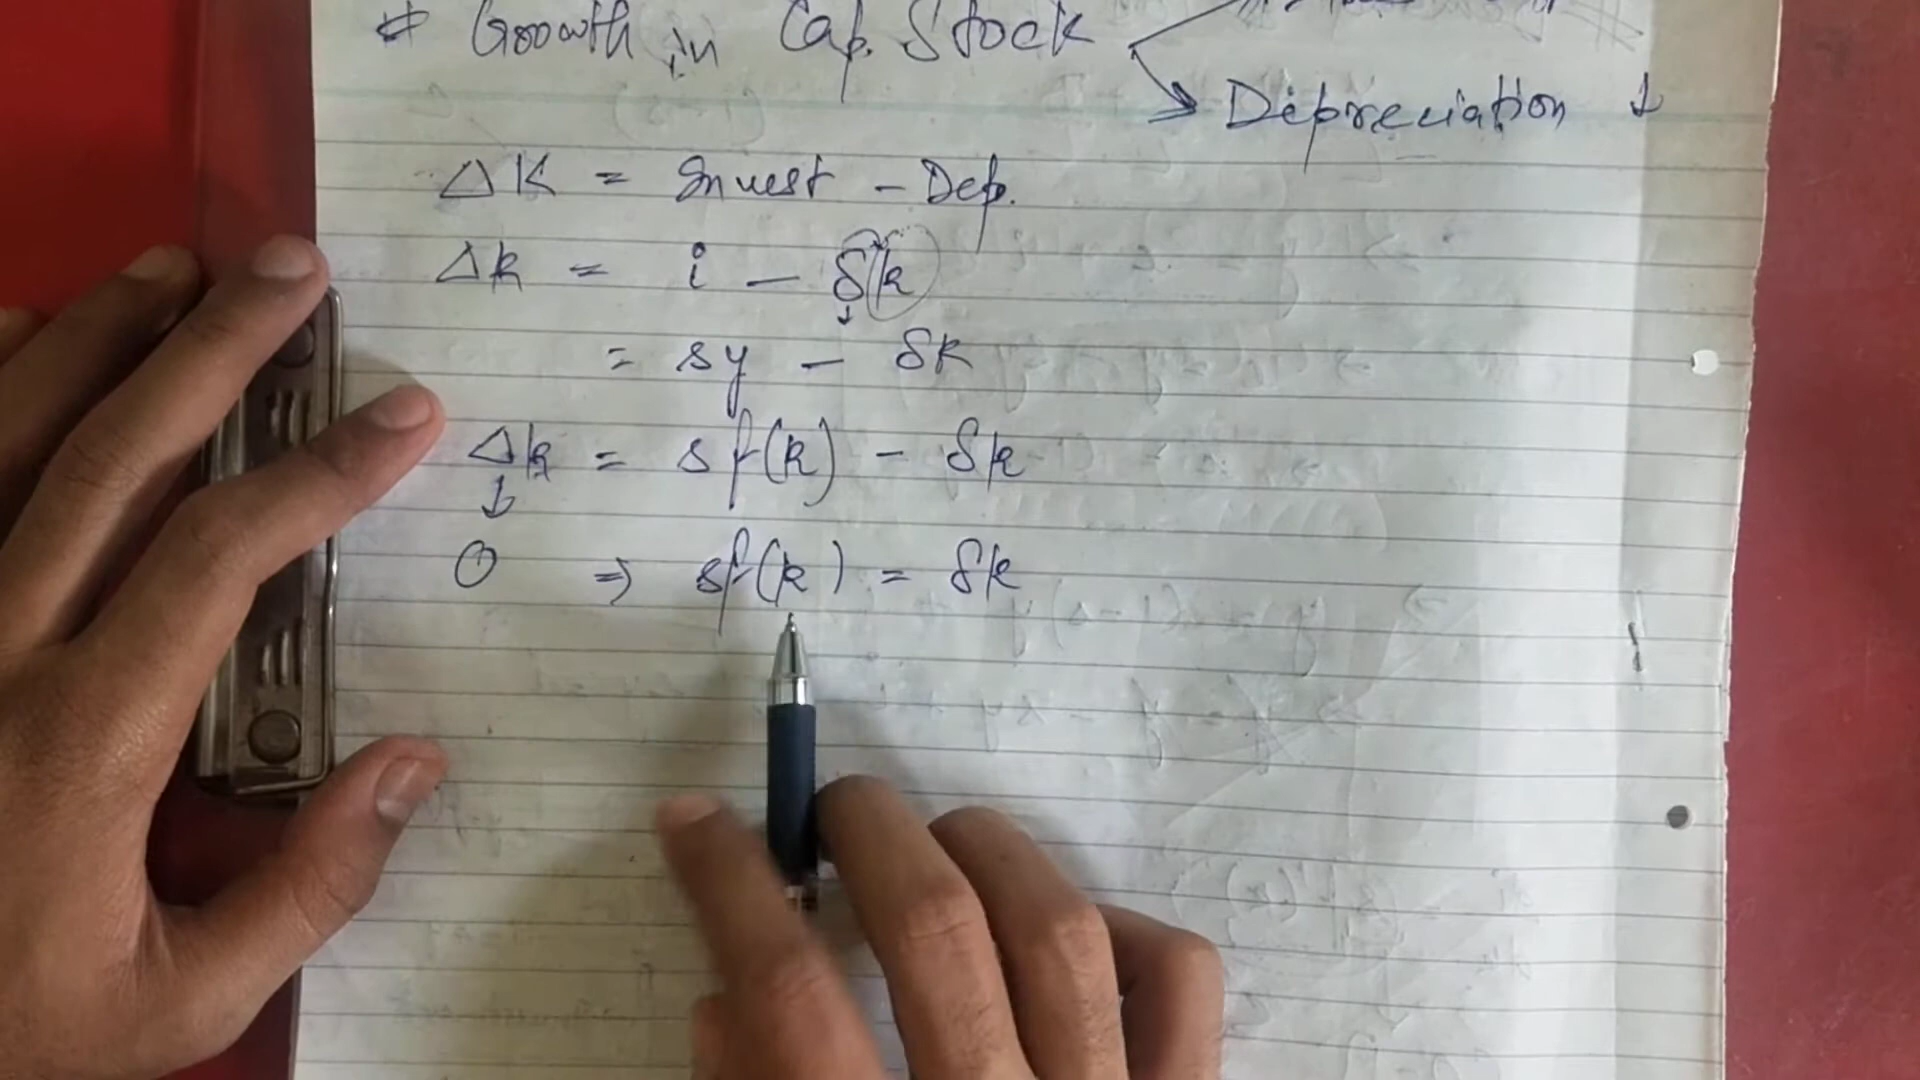 # Growth in Cap. Stock
→ Depreciation ↓
ΔK = Invest - Dep.
Δk = i - δk
= sy - δk
Δk = sf(k) - δk
↓
0 ⇒ sf(k) = δk